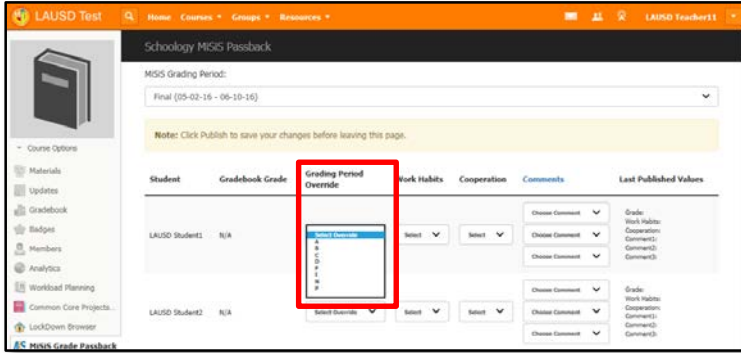 LAUSD Test Home Courses Groups Resources LAUSD Teacher11
Schoology MiSiS Passback
MiSiS Grading Period:
Final (05-02-16 - 06-10-16)
Note: Click Publish to save your changes before leaving this page.
Course Options
Materials
Updates
Gradebook
Badges
Members
Analytics
Workload Planning
Common Core Projects...
LockDown Browser
MiSiS Grade Passback
Student Gradebook Grade Grading Period Override Work Habits Cooperation Comments Last Published Values
LAUSD Student1 N/A
Select Override
A
B
C
D
F
I
N
P
Select Select
Choose Comment
Choose Comment
Choose Comment
Grade:
Work Habits:
Cooperation:
Comment1:
Comment2:
Comment3:
LAUSD Student2 N/A Select Override Select Select
Choose Comment
Choose Comment
Choose Comment
Grade:
Work Habits:
Cooperation:
Comment1:
Comment2:
Comment3: